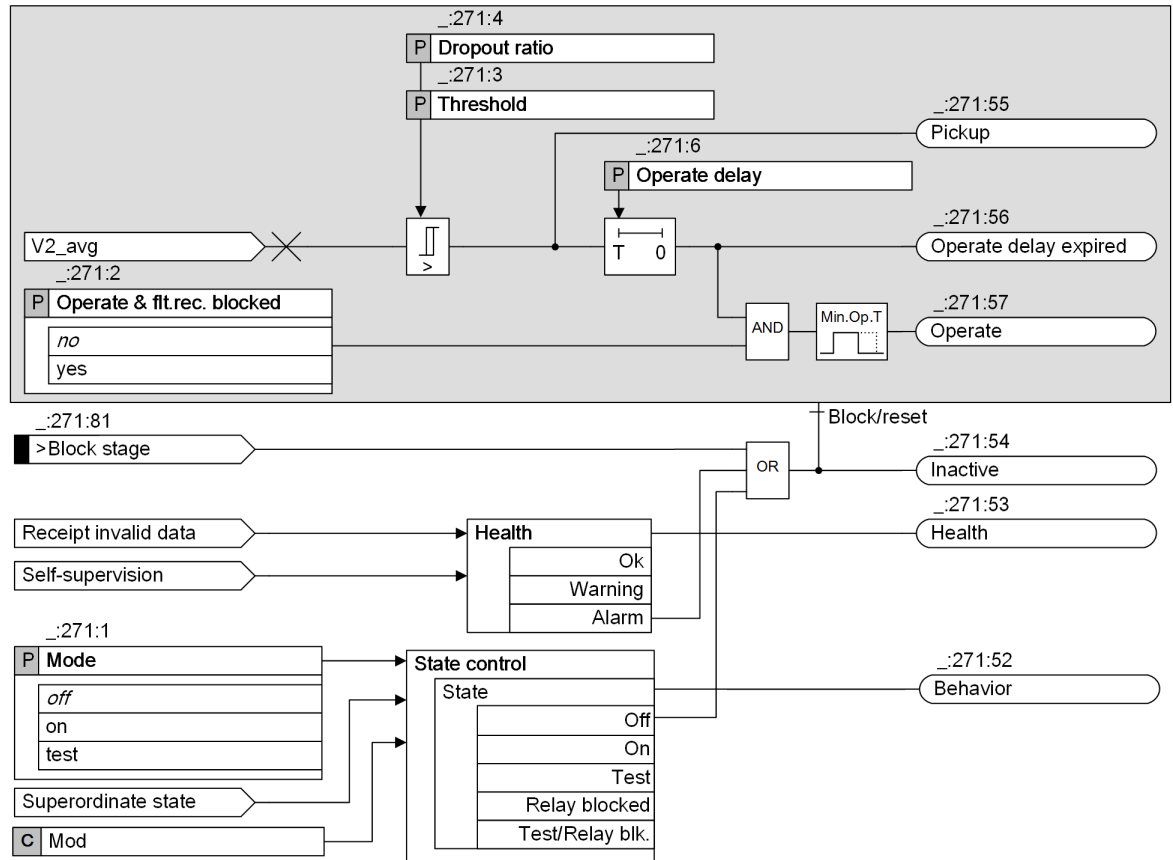 _:271:4
P Dropout ratio
_:271:3
P Threshold
_:271:55
Pickup
_:271:6
P Operate delay
_:271:56
V2_avg
>
T 0
Operate delay expired
_:271:2
P Operate & flt.rec. blocked
no
yes
AND
Min.Op.T
_:271:57
Operate
Block/reset
_:271:81
>Block stage
OR
_:271:54
Inactive
_:271:53
Receipt invalid data
Health
Health
Self-supervision
Ok
Warning
Alarm
_:271:1
P Mode
off
on
test
State control
State
Off
On
Test
Relay blocked
Test/Relay blk.
_:271:52
Behavior
Superordinate state
C Mod